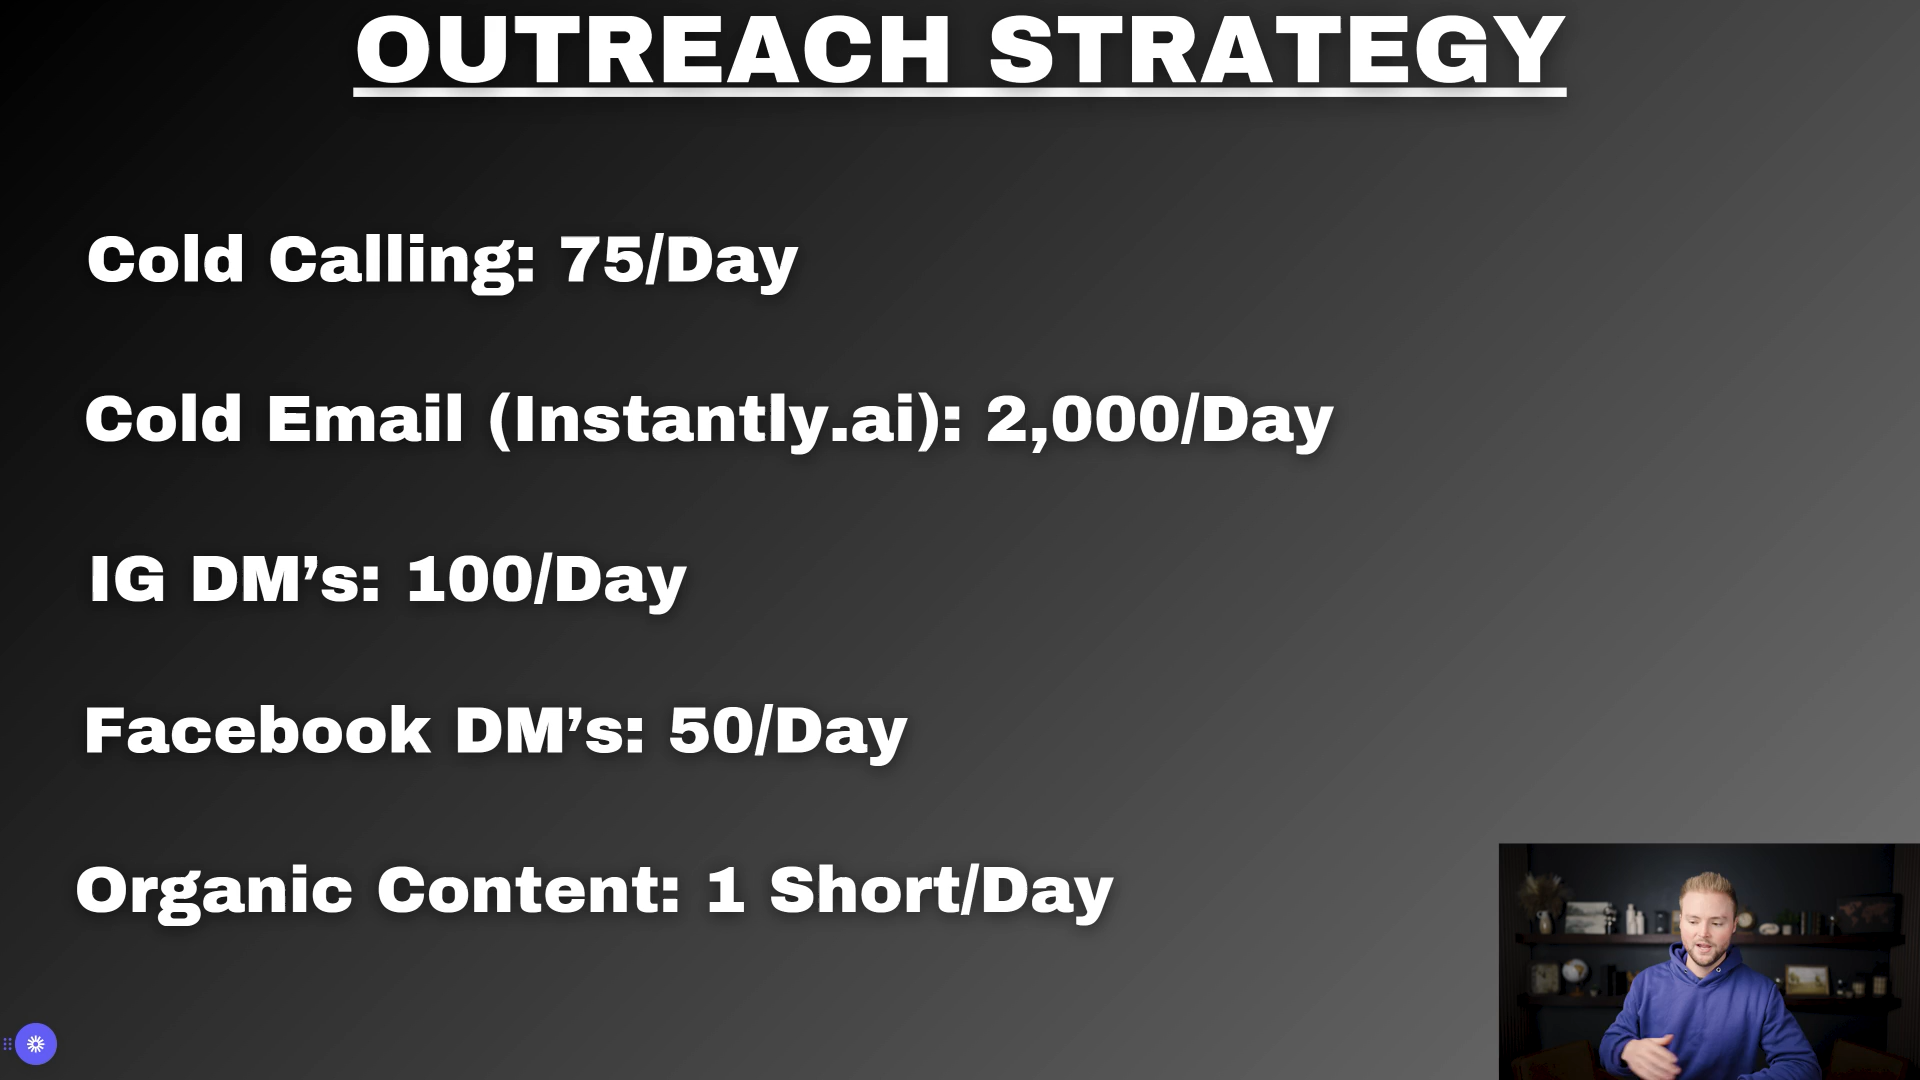 OUTREACH STRATEGY
Cold Calling: 75/Day
Cold Email (Instantly.ai): 2,000/Day
IG DM’s: 100/Day
Facebook DM’s: 50/Day
Organic Content: 1 Short/Day